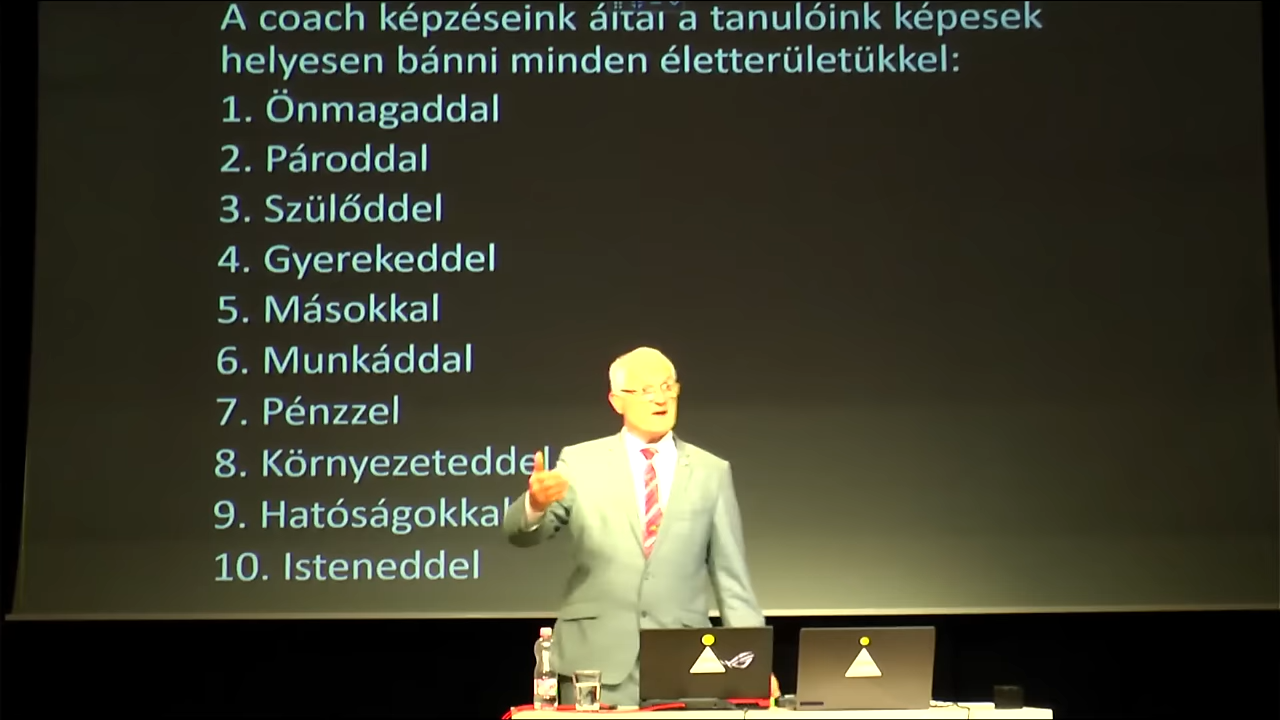 A coach képzéseink által a tanulóink képesek
helyesen bánni minden életterületükkel:
1. Önmagaddal
2. Pároddal
3. Szülőddel
4. Gyerekeddel
5. Másokkal
6. Munkáddal
7. Pénzzel
8. Környezeteddel
9. Hatóságokkal
10. Isteneddel